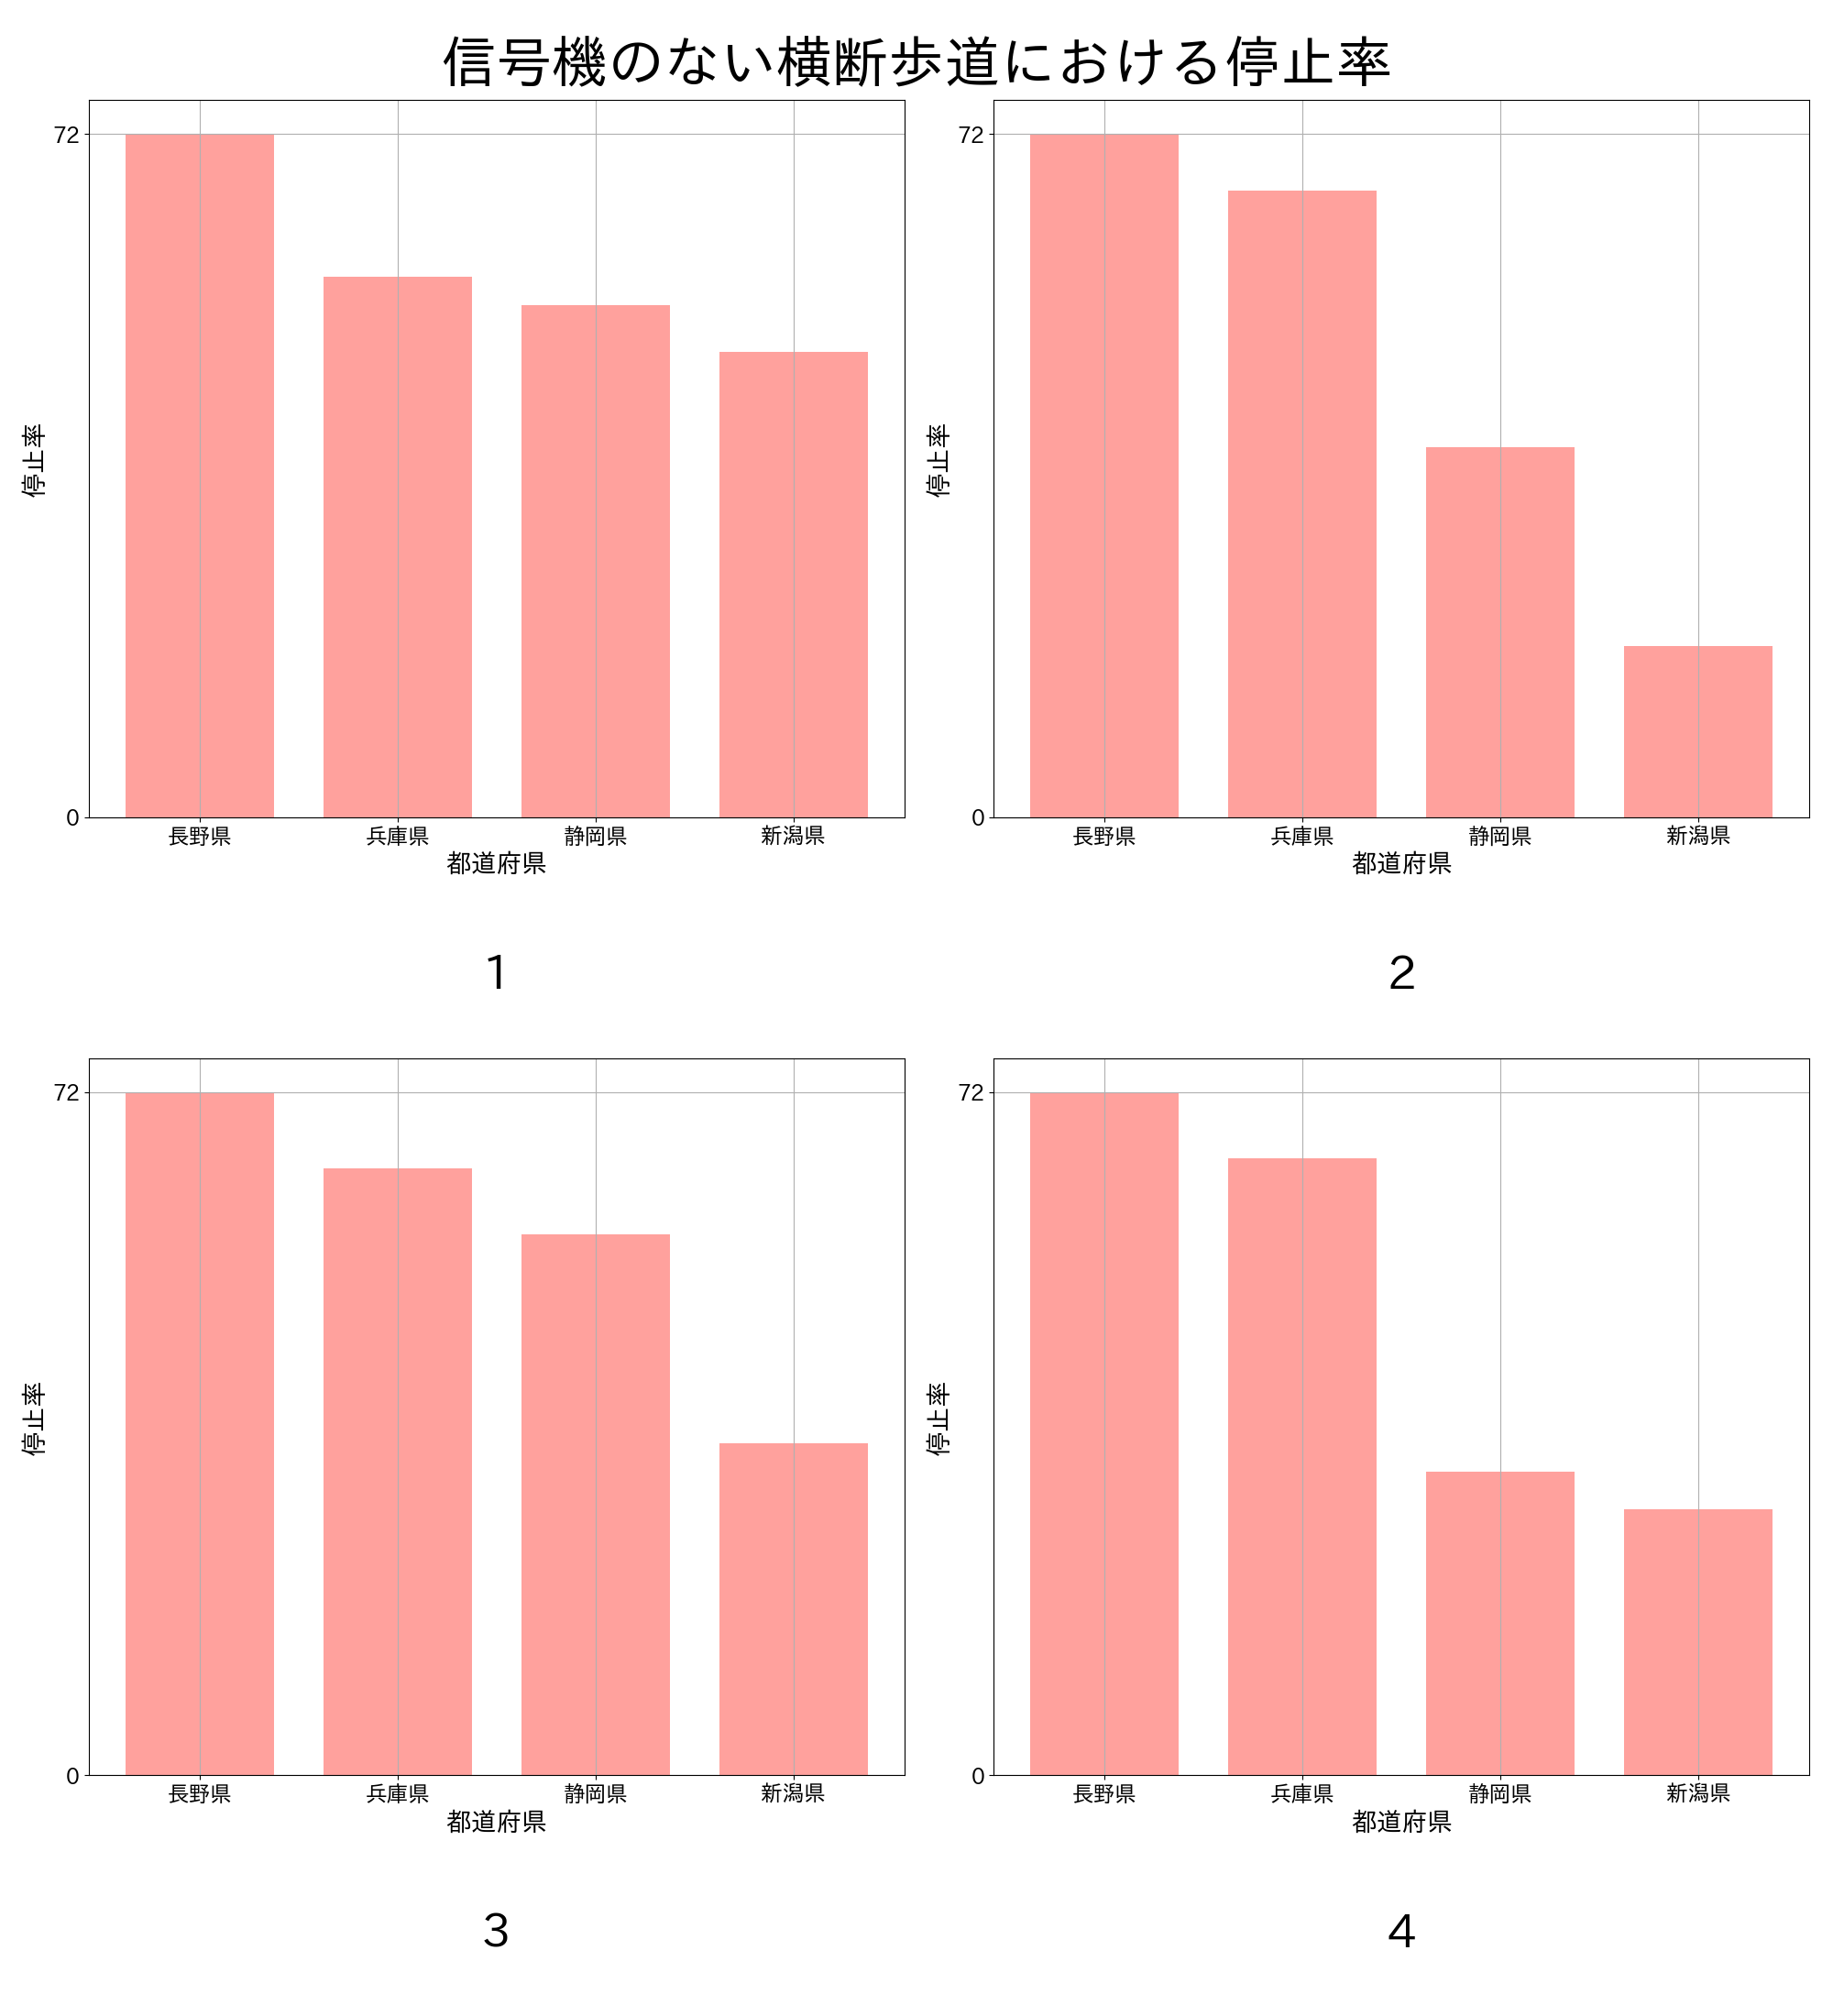 信号機のない横断歩道における停止率
72
0
停止率
長野県 兵庫県 静岡県 新潟県
都道府県
1
72
0
停止率
長野県 兵庫県 静岡県 新潟県
都道府県
2
72
0
停止率
長野県 兵庫県 静岡県 新潟県
都道府県
3
72
0
停止率
長野県 兵庫県 静岡県 新潟県
都道府県
4